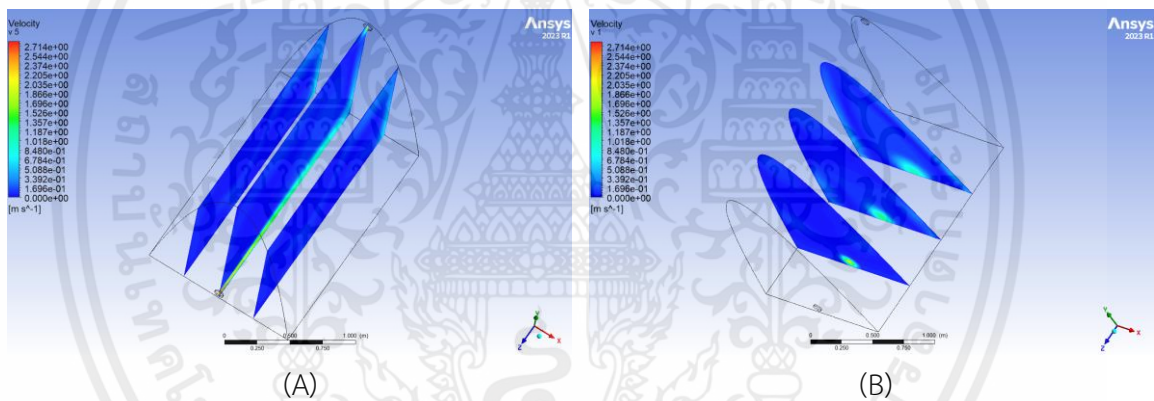 Velocity
v 5
2.714e+00
2.544e+00
2.374e+00
2.205e+00
2.035e+00
1.866e+00
1.696e+00
1.526e+00
1.357e+00
1.187e+00
1.018e+00
8.480e-01
6.784e-01
5.088e-01
3.392e-01
1.696e-01
0.000e+00
[m s^-1]
Ansys
2023 R1
0
0.500
1.000
(m)
0.250
0.750
Y
X
Z
(A)
Velocity
v 1
2.714e+00
2.544e+00
2.374e+00
2.205e+00
2.035e+00
1.866e+00
1.696e+00
1.526e+00
1.357e+00
1.187e+00
1.018e+00
8.480e-01
6.784e-01
5.088e-01
3.392e-01
1.696e-01
0.000e+00
[m s^-1]
Ansys
2023 R1
0
0.500
1.000
(m)
0.250
0.750
Y
X
Z
(B)